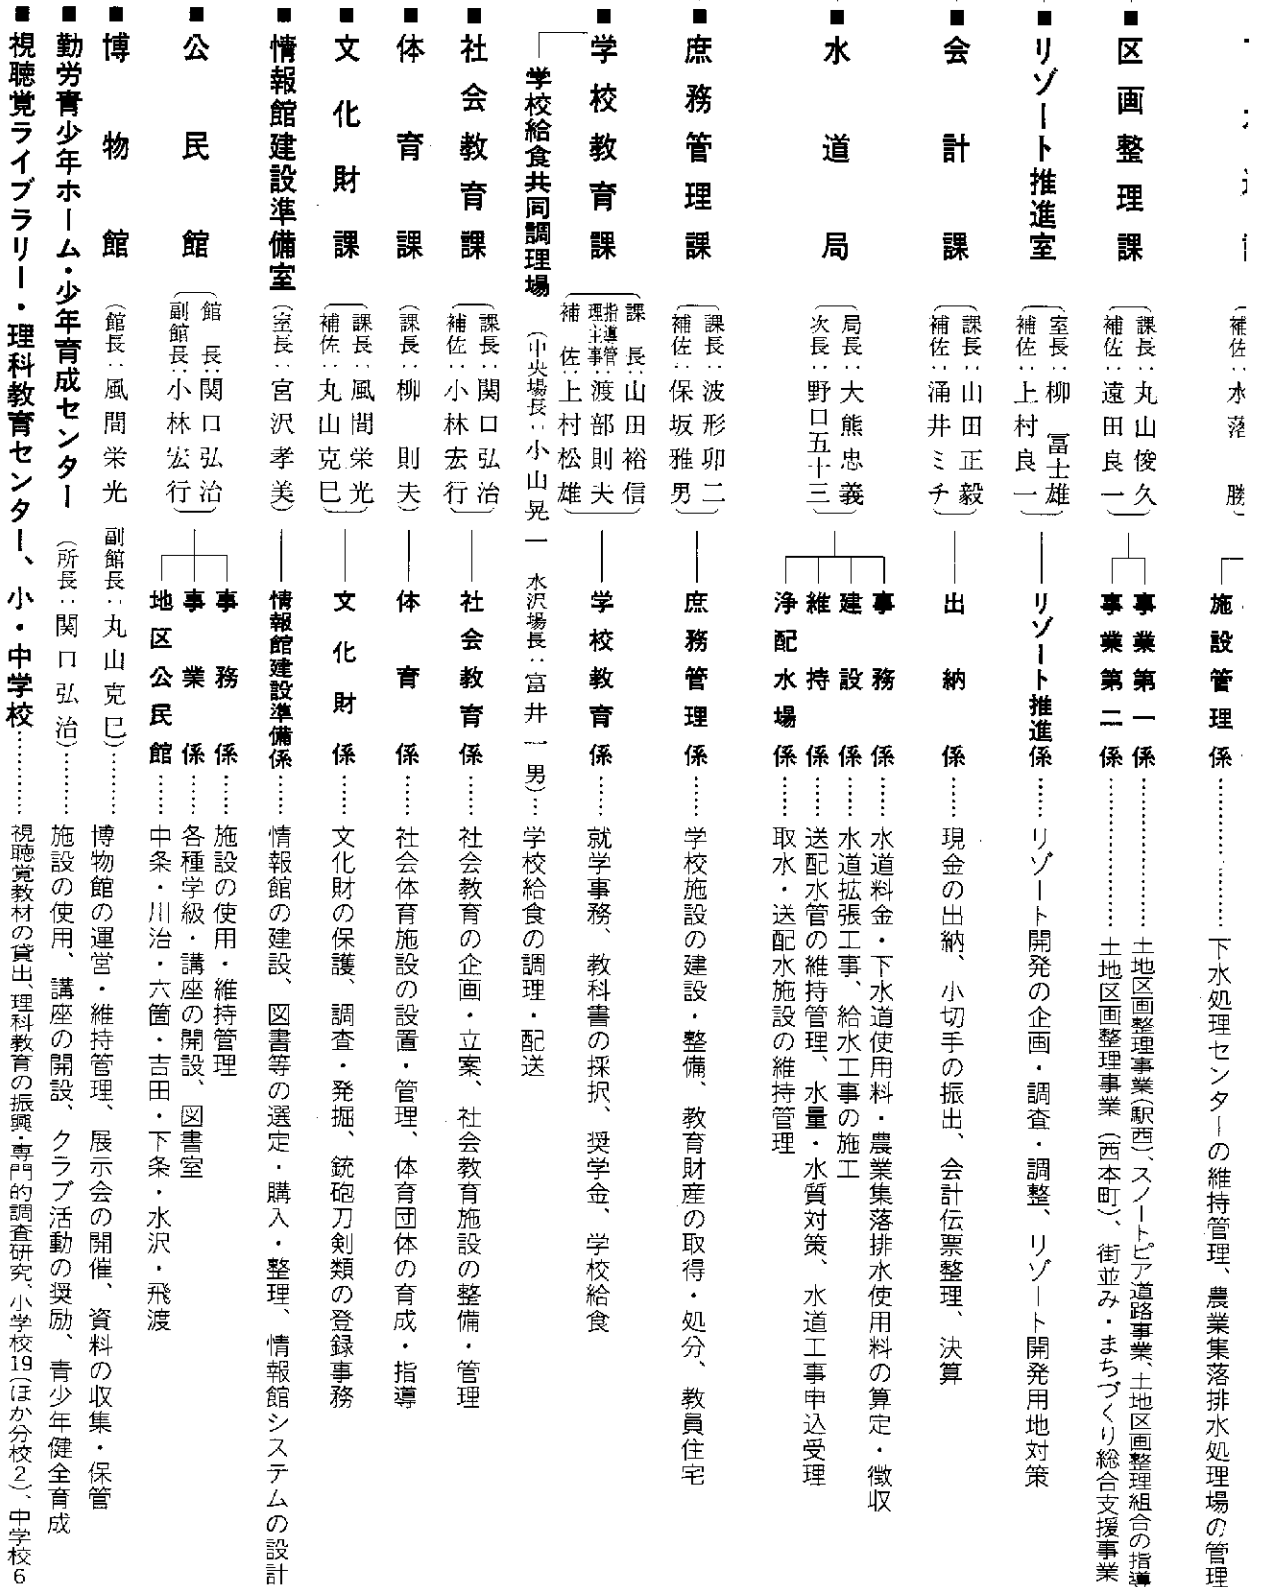 補佐：水落　勝
施設管理係……下水処理センターの維持管理、農業集落排水処理場の管理
■区画整理課
課長：丸山俊久
補佐：遠田良一
事業第一係……土地区画整理事業(駅西)、スノートピア道路事業、土地区画整理組合の指導
事業第二係……土地区画整理事業（西本町）、街並み・まちづくり総合支援事業
■リゾート推進室
室長：柳　冨士雄
補佐：上村良一
リゾート推進係……リゾート開発の企画・調査・調整、リゾート開発用地対策
■会計課
課長：山田正毅
補佐：涌井ミチ
出納係……現金の出納、小切手の振出、会計伝票整理、決算
■水道局
局長：大熊忠義
次長：野口五十三
事務係……水道料金・下水道使用料・農業集落排水使用料の算定・徴収
建設係……水道拡張工事、給水工事の施工
維持係……送配水管の維持管理、水量・水質対策、水道工事申込受理
浄配水場係……取水・送配水施設の維持管理
■庶務管理課
課長：波形卯二
補佐：保坂雅男
庶務管理係……学校施設の建設・整備、教育財産の取得・処分、教員住宅
■学校教育課
課長：山田裕信
指導管理主事：渡部則夫
補佐：上村松雄
学校教育係……就学事務、教科書の採択、奨学金、学校給食
学校給食共同調理場（中央場長：小山晃一　水沢場長：富井一男）…学校給食の調理・配送
■社会教育課
課長：関口弘治
補佐：小林宏行
社会教育係……社会教育の企画・立案、社会教育施設の整備・管理
■体育課
（課長：柳　則夫）
体育係……社会体育施設の設置・管理、体育団体の育成・指導
■文化財課
課長：風間栄光
補佐：丸山克巳
文化財係……文化財の保護、調査・発掘、銃砲刀剣類の登録事務
■情報館建設準備室
（室長：宮沢孝美）
情報館建設準備係……情報館の建設、図書等の選定・購入・整理、情報館システムの設計
■公民館
館長：関口弘治
副館長：小林宏行
事務係……施設の使用・維持管理
事業係……各種学級・講座の開設、図書室
地区公民館……中条・川治・六箇・吉田・下条・水沢・飛渡
■博物館（館長：風間栄光　副館長：丸山克巳）……博物館の運営・維持管理、展示会の開催、資料の収集・保管
■勤労青少年ホーム・少年育成センター（所長：関口弘治）……施設の使用、講座の開設、クラブ活動の奨励、青少年健全育成
■視聴覚ライブラリー・理科教育センター、小・中学校……視聴覚教材の貸出、理科教育の振興・専門的調査研究、小学校19(ほか分校2)、中学校6